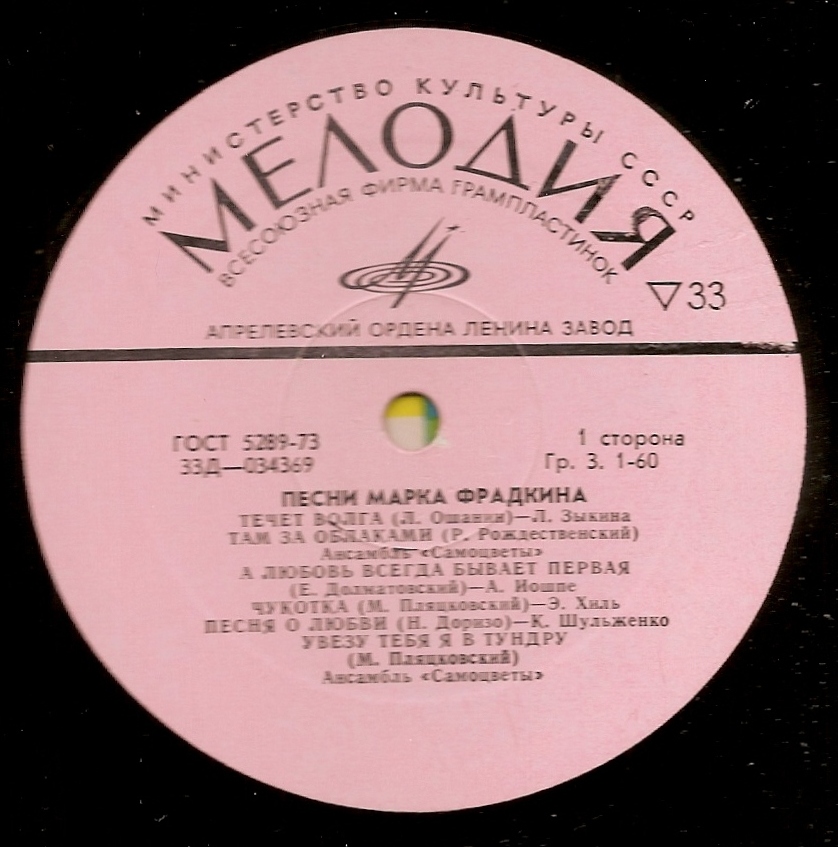 МИНИСТЕРСТВО КУЛЬТУРЫ СССР
МЕЛОДИЯ
ВСЕСОЮЗНАЯ ФИРМА ГРАМПЛАСТИНОК
▽33
АПРЕЛЕВСКИЙ ОРДЕНА ЛЕНИНА ЗАВОД
ГОСТ 5289-73
1 сторона
33Д—034369
Гр. 3. 1-60
ПЕСНИ МАРКА ФРАДКИНА
ТЕЧЕТ ВОЛГА (Л. Ошанин)—Л. Зыкина
ТАМ ЗА ОБЛАКАМИ (Р. Рождественский)
Ансамбль «Самоцветы»
А ЛЮБОВЬ ВСЕГДА БЫВАЕТ ПЕРВАЯ
(Е. Долматовский)—А. Иошпе
ЧУКОТКА (М. Пляцковский)—Э. Хиль
ПЕСНЯ О ЛЮБВИ (Н. Доризо)—К. Шульженко
УВЕЗУ ТЕБЯ Я В ТУНДРУ
(М. Пляцковский)
Ансамбль «Самоцветы»